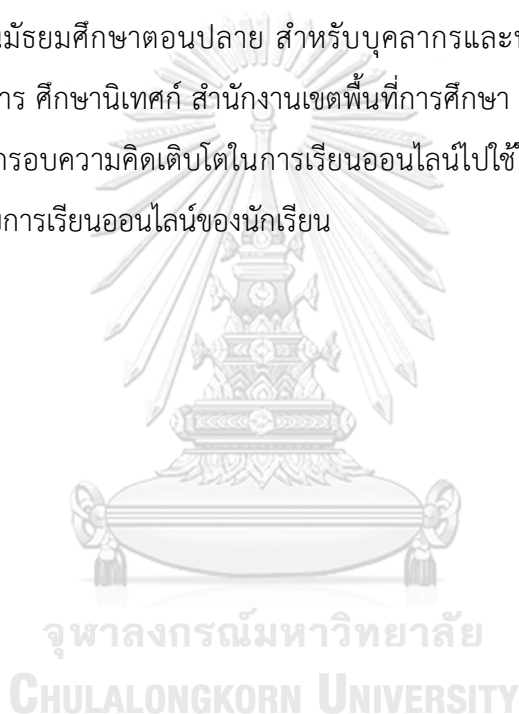 มัธยมศึกษาตอนปลาย สำหรับบุคลากรและ
ศึกษานิเทศก์ สำนักงานเขตพื้นที่การศึกษา
กรอบความคิดเติบโตในการเรียนออนไลน์ไปใช้
การเรียนออนไลน์ของนักเรียน
จุฬาลงกรณ์มหาวิทยาลัย
CHULALONGKORN UNIVERSITY